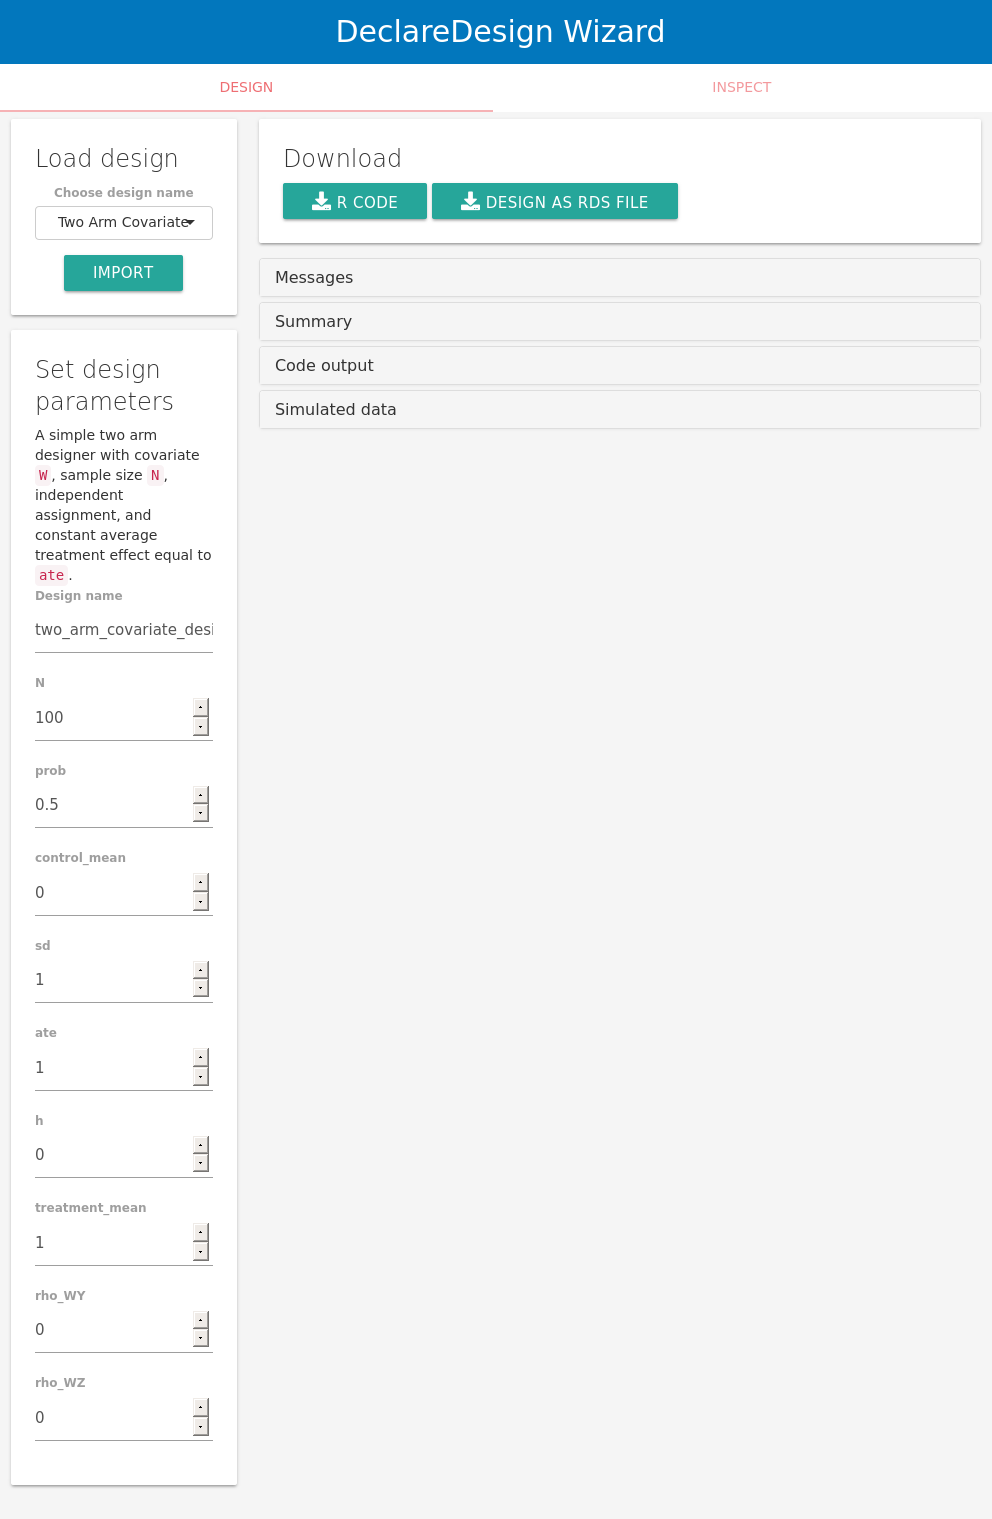 DeclareDesign Wizard
DESIGN
INSPECT
Load design
Choose design name
Two Arm Covariate
IMPORT
Set design
parameters
A simple two arm
designer with covariate
W, sample size N,
independent
assignment, and
constant average
treatment effect equal to
ate.
Design name
two_arm_covariate_desi
N
100
prob
0.5
control_mean
0
sd
1
ate
1
h
0
treatment_mean
1
rho_WY
0
rho_WZ
0
Download
R CODE
DESIGN AS RDS FILE
Messages
Summary
Code output
Simulated data